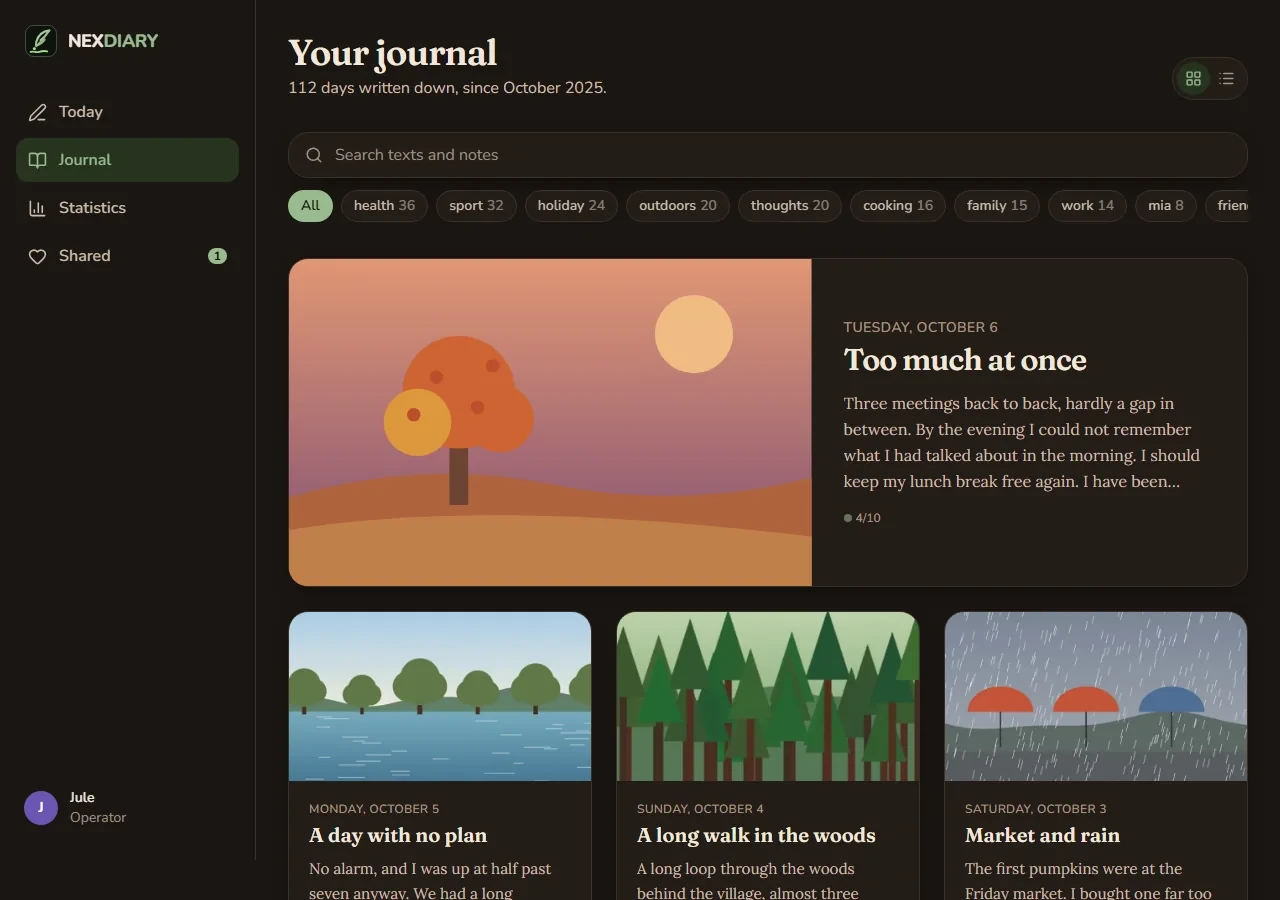 NEXDIARY
Today
Journal
Statistics
Shared 1
J
Jule
Operator
Your journal
112 days written down, since October 2025.
Search texts and notes
All health 36 sport 32 holiday 24 outdoors 20 thoughts 20 cooking 16 family 15 work 14 mia 8
TUESDAY, OCTOBER 6
Too much at once
Three meetings back to back, hardly a gap in
between. By the evening I could not remember
what I had talked about in the morning. I should
keep my lunch break free again. I have been...
4/10
MONDAY, OCTOBER 5
A day with no plan
No alarm, and I was up at half past
seven anyway. We had a long
SUNDAY, OCTOBER 4
A long walk in the woods
A long loop through the woods
behind the village, almost three
SATURDAY, OCTOBER 3
Market and rain
The first pumpkins were at the
Friday market. I bought one far too